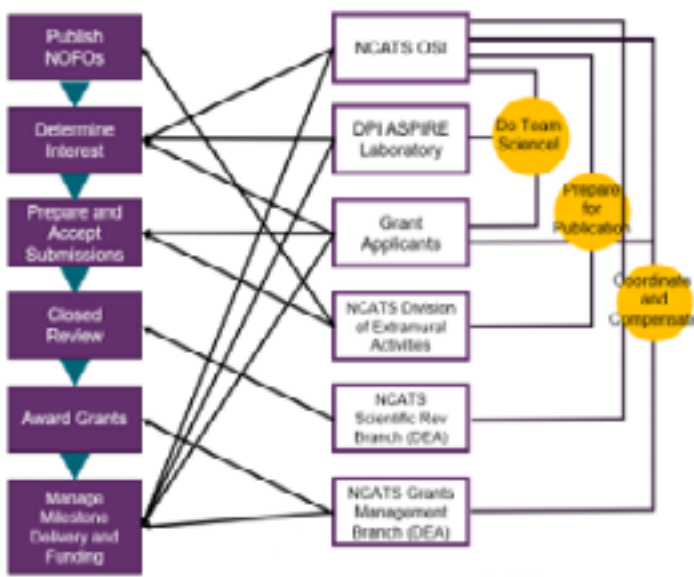 Publish
NOFOs
Determine
Interest
Prepare and
Accept
Submissions
Closed
Review
Award Grants
Manage
Milestone
Delivery and
Funding
NCATS OSI
DPI ASPIRE
Laboratory
Grant
Applicants
NCATS Division
of Extramural
Activities
NCATS
Scientific Rev
Branch (DEA)
NCATS Grants
Management
Branch (DEA)
Do Team
Science!
Prepare
for
Publication
Coordinate
and
Compensate